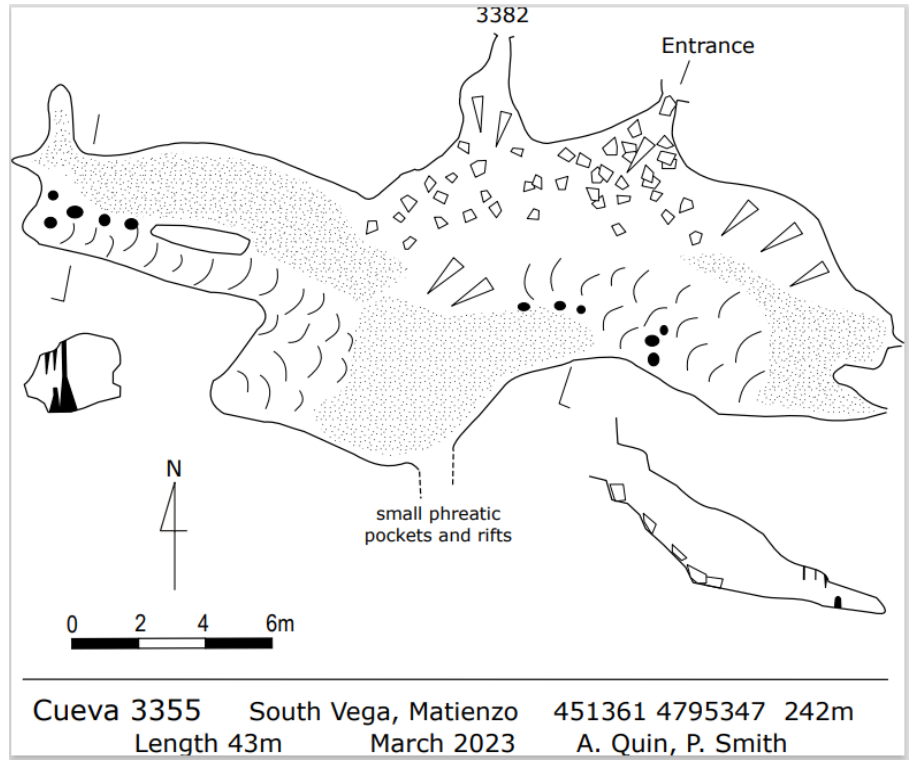 3382
Entrance
N
small phreatic
pockets and rifts
0 2 4 6m
Cueva 3355 South Vega, Matienzo 451361 4795347 242m
Length 43m March 2023 A. Quin, P. Smith